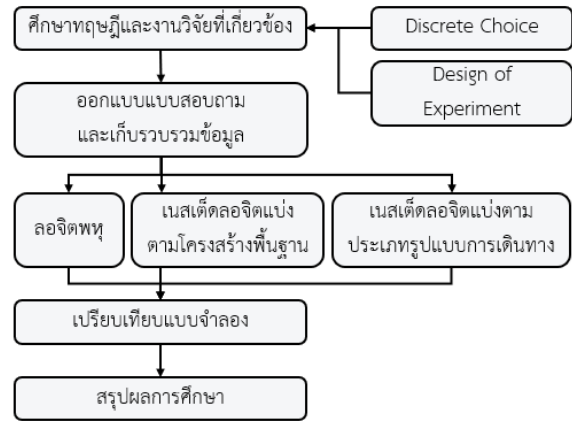 ศึกษาทฤษฎีและงานวิจัยที่เกี่ยวข้อง
Discrete Choice
Design of
Experiment
ออกแบบแบบสอบถาม
และเก็บรวบรวมข้อมูล
ลอจิตพหุ
เนสเต็ดลอจิตแบ่ง
ตามโครงสร้างพื้นฐาน
เนสเต็ดลอจิตแบ่งตาม
ประเภทรูปแบบการเดินทาง
เปรียบเทียบแบบจำลอง
สรุปผลการศึกษา